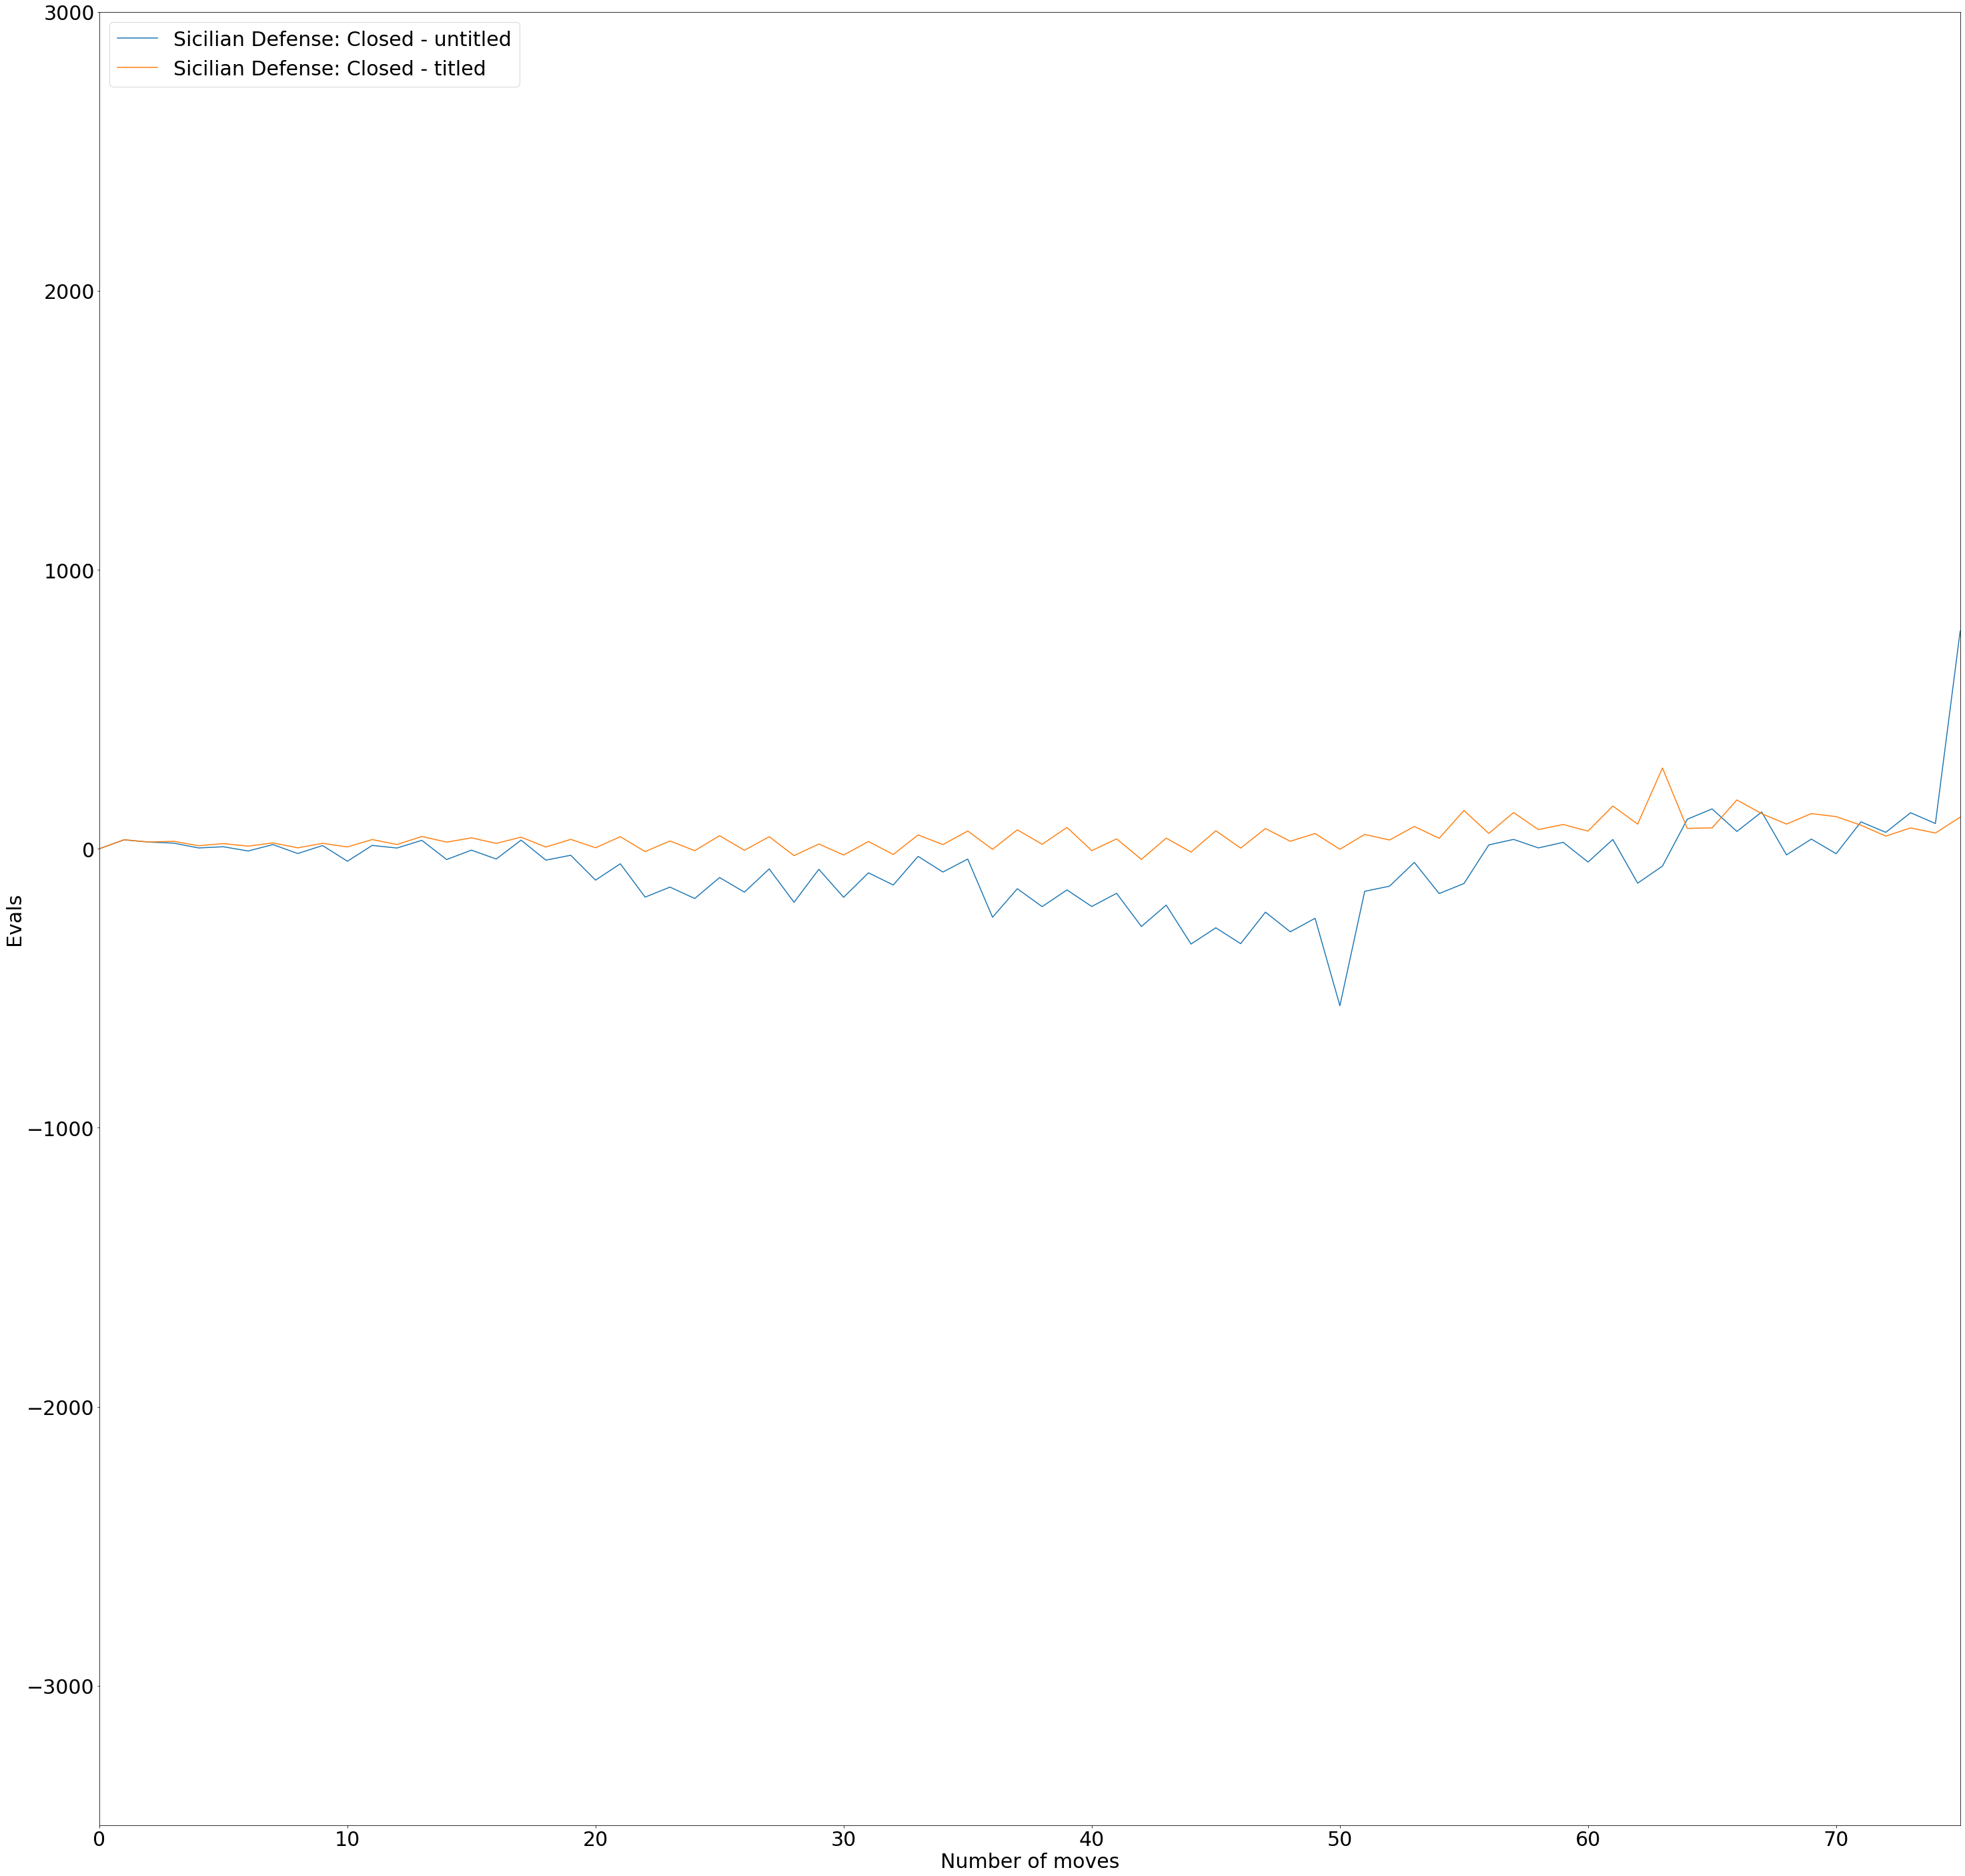 3000
Sicilian Defense: Closed - untitled
Sicilian Defense: Closed - titled
2000
1000
0
−1000
−2000
−3000
Evals
0 10 20 30 40 50 60 70
Number of moves